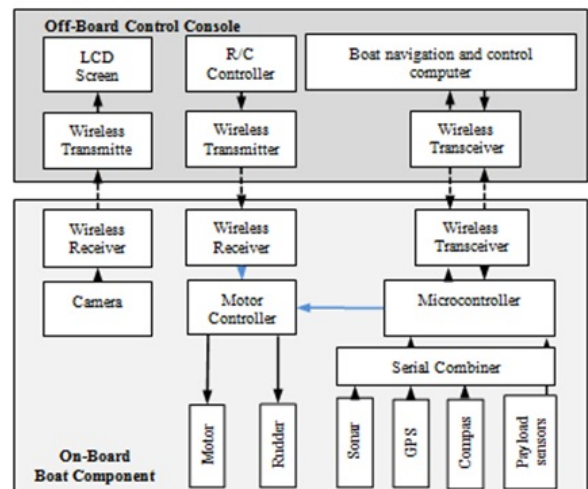 Off-Board Control Console
LCD
Screen
R/C
Controller
Boat navigation and control
computer
Wireless
Transmitte
Wireless
Transmitter
Wireless
Transceiver
Wireless
Receiver
Wireless
Receiver
Wireless
Transceiver
Camera
Motor
Controller
Microcontroller
Serial Combiner
Motor
Rudder
Sonar
GPS
Compas
Payload
sensors
On-Board
Boat Component